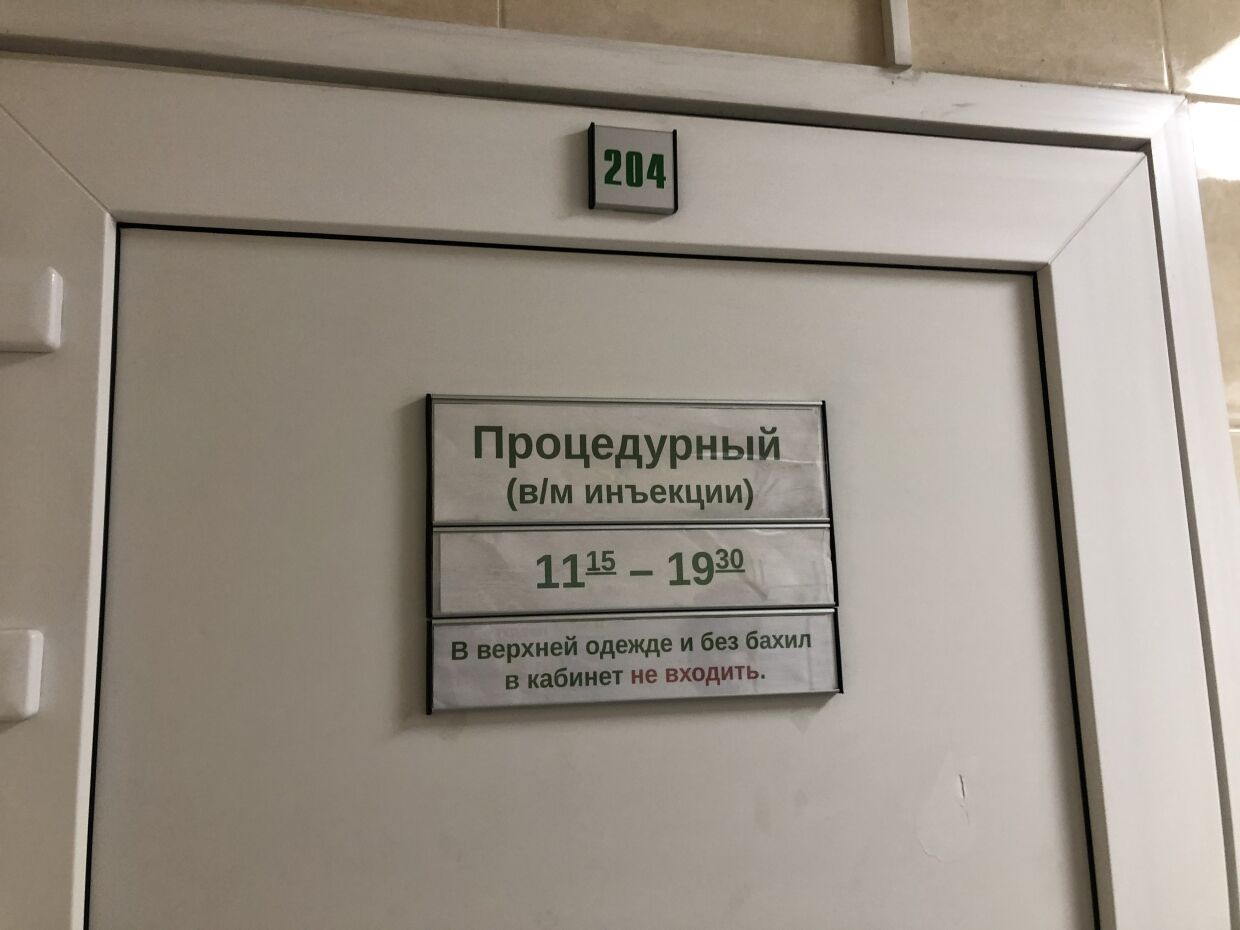 204
Процедурный
(в/м инъекции)
11¹⁵ – 19³⁰
В верхней одежде и без бахил
в кабинет не входить.